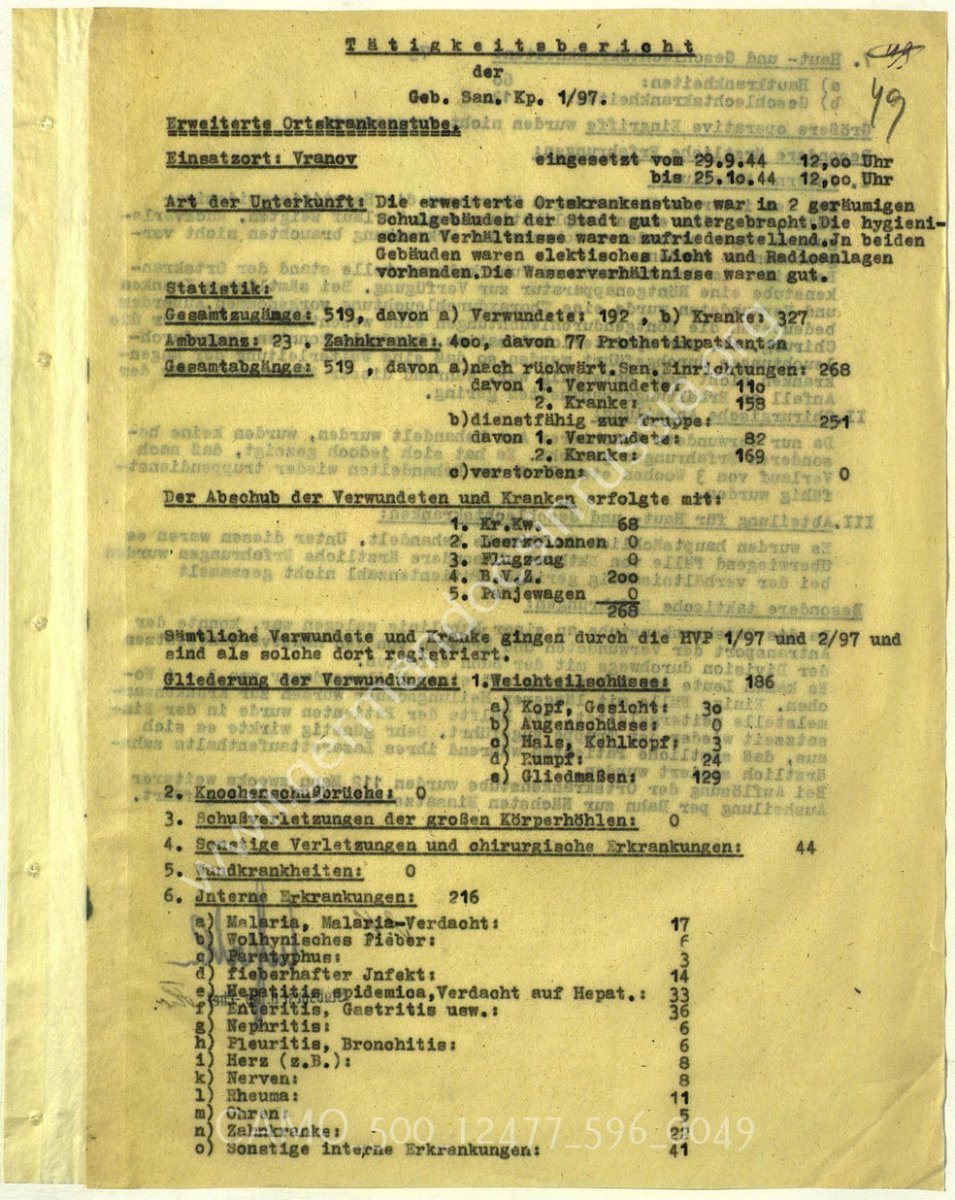 Tätigkeitsbericht
der
Geb. San. Kp. 1/97.
49
Erweiterte Ortskrankenstube.
Einsatzort: Vranov eingesetzt vom 29.9.44 12,oo Uhr
bis 25.1o.44 12,oo Uhr
Art der Unterkunft: Die erweiterte Ortskrankenstube war in 2 geräumigen
Schulgebäuden der Stadt gut untergebracht.Die hygieni-
schen Verhältnisse waren zufriedenstellend.Jn beiden
Gebäuden waren elektisches Licht und Radioanlagen
vorhanden.Die Wasserverhältnisse waren gut.
Statistik:
Gesamtzugänge: 519, davon a) Verwundete: 192 , b) Kranke: 327
Ambulanz: 23 , Zahnkranke: 4oo, davon 77 Prothetikpatienten
Gesamtabgänge: 519 , davon a)nach rückwärt.San.Einrichtungen: 268
davon 1. Verwundete: 11o
2. Kranke: 158
b)dienstfähig zur Truppe: 251
davon 1. Verwundete: 82
2. Kranke: 169
c)verstorben: 0
Der Abschub der Verwundeten und Kranken erfolgte mit:
1. Kr.Kw. 68
2. Leerkolonnen 0
3. Flugzeug 0
4. B.V.Z. 2oo
5. Panjewagen 0
268
Sämtliche Verwundete und Kranke gingen durch die HVP 1/97 und 2/97 und
sind als solche dort registriert.
Gliederung der Verwundungen: 1.Weichteilschüsse: 186
a) Kopf, Gesicht: 3o
b) Augenschüsse: 0
c) Hals, Kehlkopf: 3
d) Rumpf: 24
e) Gliedmaßen: 129
2. Knochenschußbrüche: 0
3. Schußverletzungen der großen Körperhöhlen: 0
4. Sonstige Verletzungen und chirurgische Erkrankungen: 44
5. Wundkrankheiten: 0
6. Jnterne Erkrankungen: 216
a) Malaria, Malaria-Verdacht: 17
b) Wolhynisches Fieber:
c) Paratyphus: 3
d) fieberhafter Jnfekt: 14
e) Hepatitis epidemica,Verdacht auf Hepat.: 33
f) Enteritis, Gastritis usw.: 36
g) Nephritis: 6
h) Pleuritis, Bronchitis: 6
i) Herz (z.B.): 8
k) Nerven: 8
l) Rheuma: 11
m) Ohren: 5
n) Zahnkranke: 22
o) Sonstige interne Erkrankungen: 41
CAMO_500_12477_596_0049